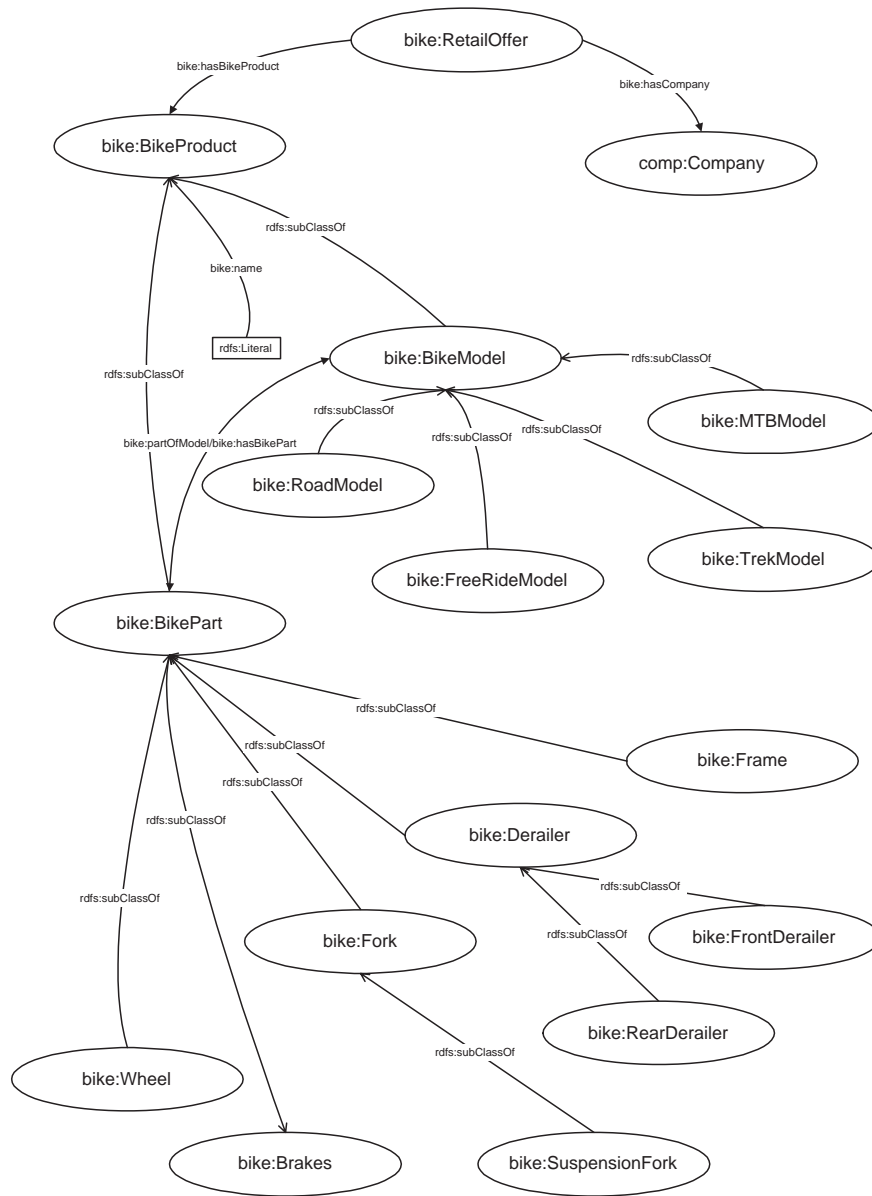 bike:RetailOffer
bike:hasBikeProduct
bike:hasCompany
bike:BikeProduct
comp:Company
rdfs:subClassOf
bike:name
rdfs:Literal
bike:BikeModel
rdfs:subClassOf
rdfs:subClassOf
rdfs:subClassOf
bike:MTBModel
rdfs:subClassOf
rdfs:subClassOf
bike:partOfModel/bike:hasBikePart
bike:RoadModel
bike:TrekModel
bike:FreeRideModel
bike:BikePart
rdfs:subClassOf
rdfs:subClassOf
bike:Frame
rdfs:subClassOf
rdfs:subClassOf
bike:Derailer
rdfs:subClassOf
rdfs:subClassOf
rdfs:subClassOf
bike:Fork
bike:FrontDerailer
bike:RearDerailer
rdfs:subClassOf
bike:Wheel
bike:Brakes
bike:SuspensionFork